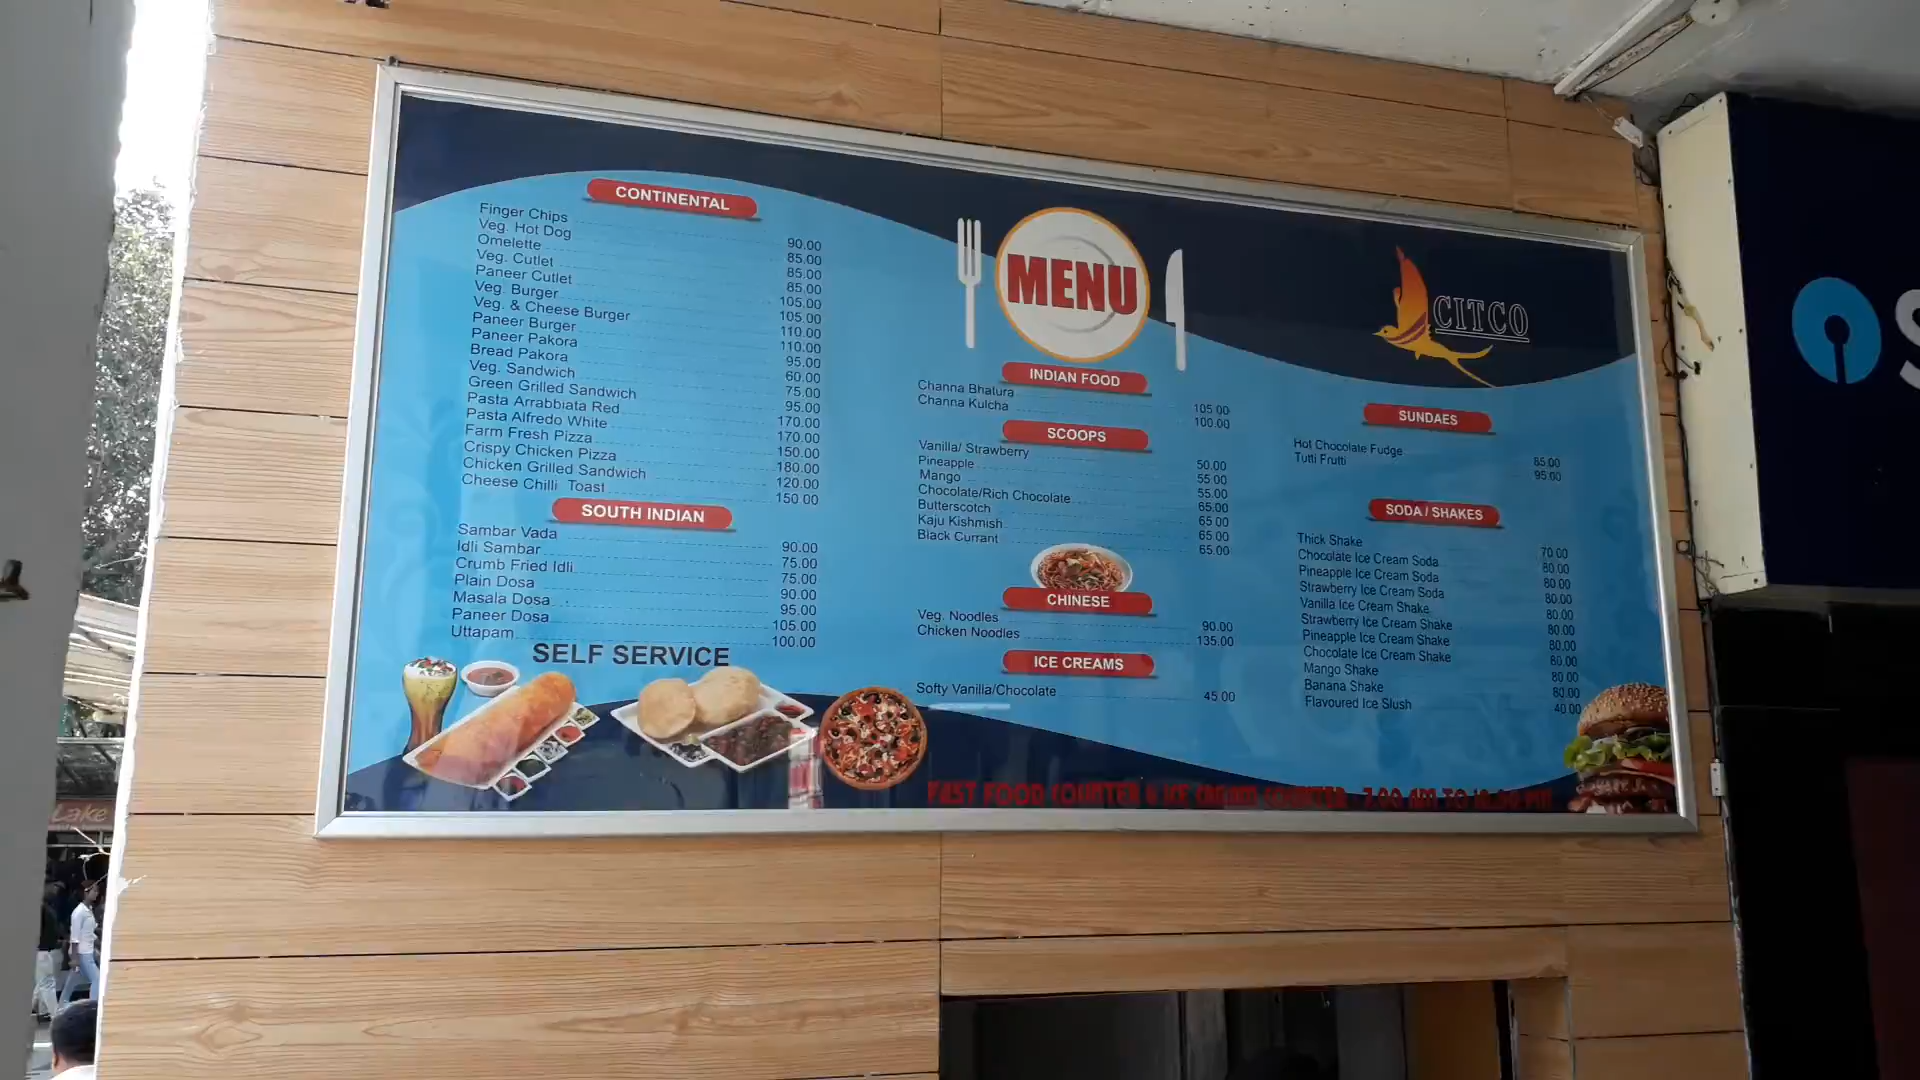 CONTINENTAL
Finger Chips 90.00
Veg. Hot Dog 85.00
Omelette 85.00
Veg. Cutlet 85.00
Paneer Cutlet 105.00
Veg. Burger 105.00
Veg. & Cheese Burger 110.00
Paneer Burger 110.00
Paneer Pakora 95.00
Bread Pakora 60.00
Veg. Sandwich 75.00
Green Grilled Sandwich 95.00
Pasta Arrabbiata Red 170.00
Pasta Alfredo White 170.00
Farm Fresh Pizza 150.00
Crispy Chicken Pizza 180.00
Chicken Grilled Sandwich 120.00
Cheese Chilli Toast 150.00
SOUTH INDIAN
Sambar Vada 90.00
Idli Sambar 75.00
Crumb Fried Idli 75.00
Plain Dosa 90.00
Masala Dosa 95.00
Paneer Dosa 105.00
Uttapam 100.00
SELF SERVICE
MENU
INDIAN FOOD
Channa Bhatura 105.00
Channa Kulcha 100.00
SCOOPS
Vanilla/ Strawberry 50.00
Pineapple 55.00
Mango 55.00
Chocolate/Rich Chocolate 65.00
Butterscotch 65.00
Kaju Kishmish 65.00
Black Currant 65.00
CHINESE
Veg. Noodles 90.00
Chicken Noodles 135.00
ICE CREAMS
Softy Vanilla/Chocolate 45.00
CITCO
SUNDAES
Hot Chocolate Fudge 85.00
Tutti Frutti 95.00
SODA / SHAKES
Thick Shake 70.00
Chocolate Ice Cream Soda 80.00
Pineapple Ice Cream Soda 80.00
Strawberry Ice Cream Soda 80.00
Vanilla Ice Cream Shake 80.00
Strawberry Ice Cream Shake 80.00
Pineapple Ice Cream Shake 80.00
Chocolate Ice Cream Shake 80.00
Mango Shake 80.00
Banana Shake 80.00
Flavoured Ice Slush 40.00
FAST FOOD COUNTER & ICE CREAM COUNTER : 7.00 AM TO
S
Lake